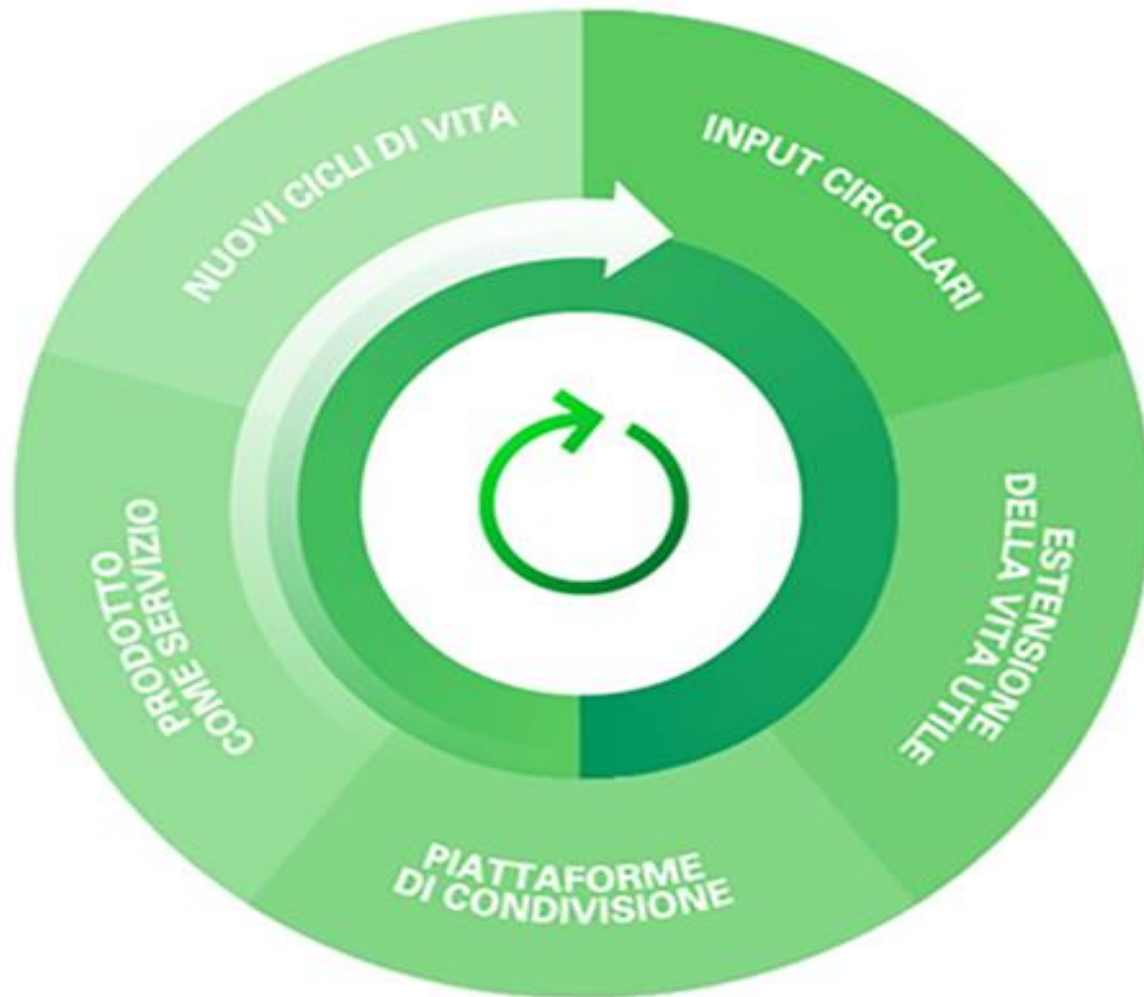 NUOVI CICLI DI VITA
INPUT CIRCOLARI
ESTENSIONE
DELLA VITA UTILE
PIATTAFORME
DI CONDIVISIONE
PRODOTTO
COME SERVIZIO